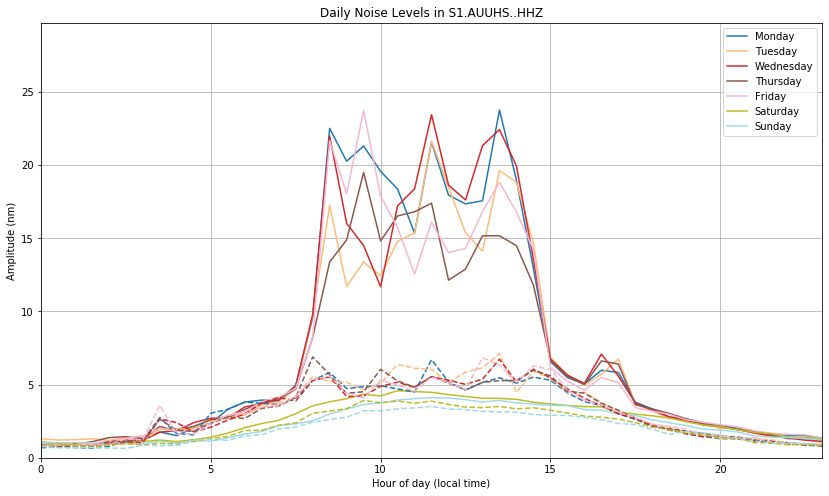 Daily Noise Levels in S1.AUUHS..HHZ
Monday
Tuesday
Wednesday
Thursday
Friday
Saturday
Sunday
Amplitude (nm)
25
20
15
10
5
0
0
5
10
15
20
Hour of day (local time)